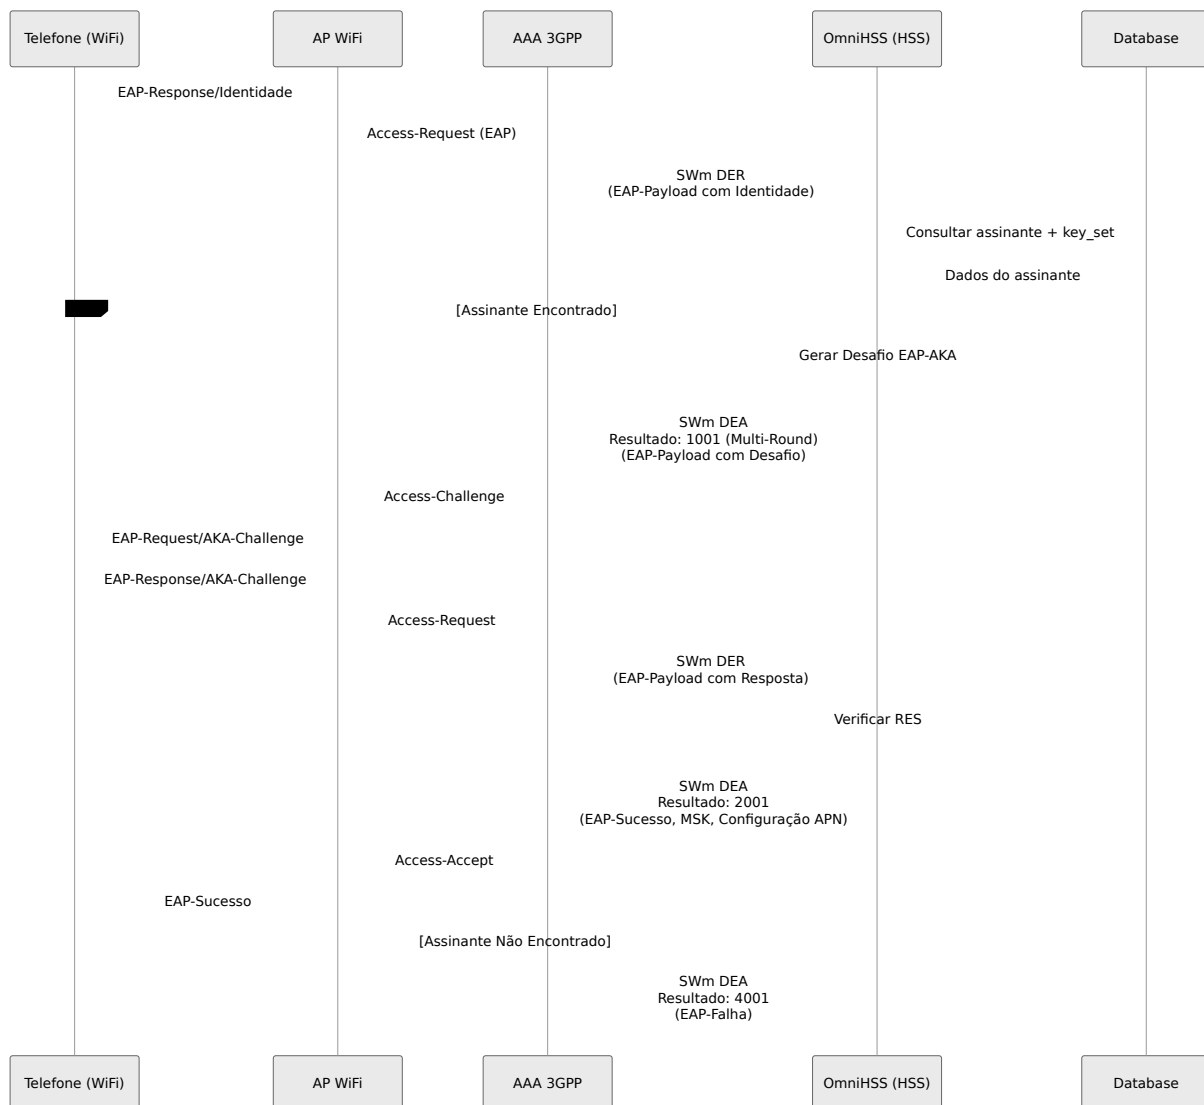 Telefone (WiFi)
AP WiFi
AAA 3GPP
OmniHSS (HSS)
Database
EAP-Response/Identidade
Access-Request (EAP)
SWm DER
(EAP-Payload com Identidade)
Consultar assinante + key_set
Dados do assinante
[Assinante Encontrado]
Gerar Desafio EAP-AKA
SWm DEA
Resultado: 1001 (Multi-Round)
(EAP-Payload com Desafio)
Access-Challenge
EAP-Request/AKA-Challenge
EAP-Response/AKA-Challenge
Access-Request
SWm DER
(EAP-Payload com Resposta)
Verificar RES
SWm DEA
Resultado: 2001
(EAP-Sucesso, MSK, Configuração APN)
Access-Accept
EAP-Sucesso
[Assinante Não Encontrado]
SWm DEA
Resultado: 4001
(EAP-Falha)
Telefone (WiFi)
AP WiFi
AAA 3GPP
OmniHSS (HSS)
Database